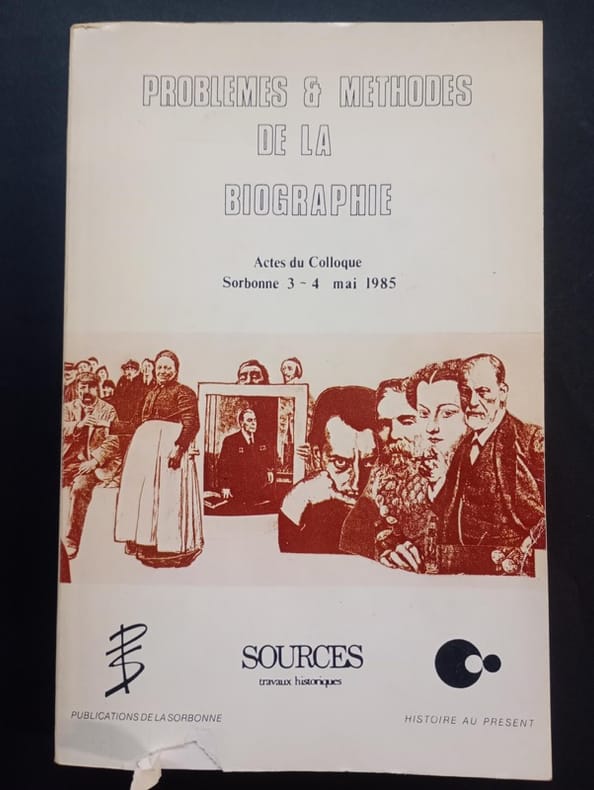 PROBLEMES & METHODES
DE LA
BIOGRAPHIE
Actes du Colloque
Sorbonne 3 - 4 mai 1985
SOURCES
travaux historiques
PUBLICATIONS DE LA SORBONNE
HISTOIRE AU PRESENT